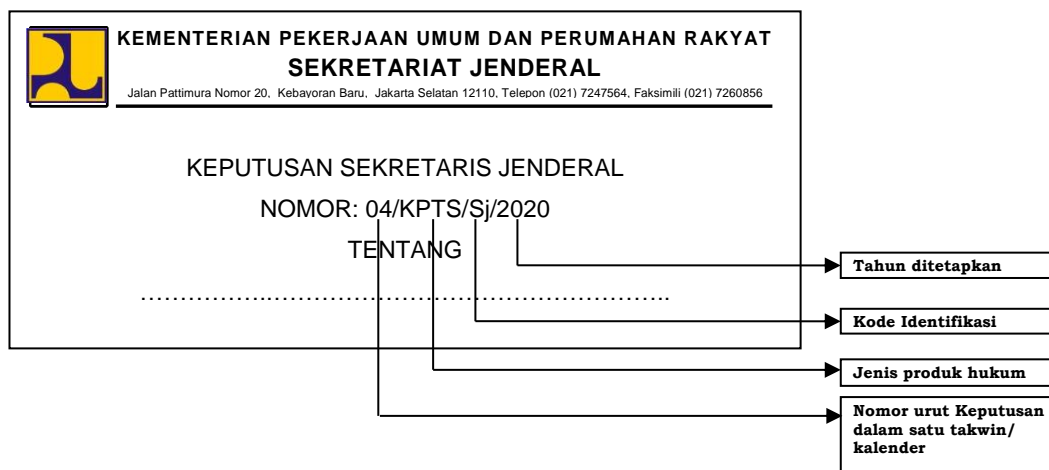 KEMENTERIAN PEKERJAAN UMUM DAN PERUMAHAN RAKYAT
SEKRETARIAT JENDERAL
Jalan Pattimura Nomor 20, Kebayoran Baru, Jakarta Selatan 12110, Telepon (021) 7247564, Faksimili (021) 7260856
KEPUTUSAN SEKRETARIS JENDERAL
NOMOR: 04/KPTS/Sj/2020
TENTANG
……………..…………………………………………………..
Tahun ditetapkan
Kode Identifikasi
Jenis produk hukum
Nomor urut Keputusan
dalam satu takwin/
kalender